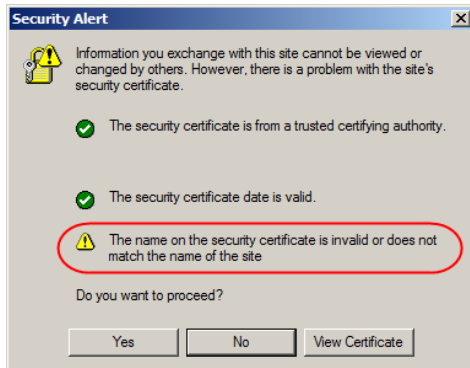 Security Alert
Information you exchange with this site cannot be viewed or
changed by others. However, there is a problem with the site's
security certificate.
The security certificate is from a trusted certifying authority.
The security certificate date is valid.
The name on the security certificate is invalid or does not
match the name of the site
Do you want to proceed?
Yes
No
View Certificate